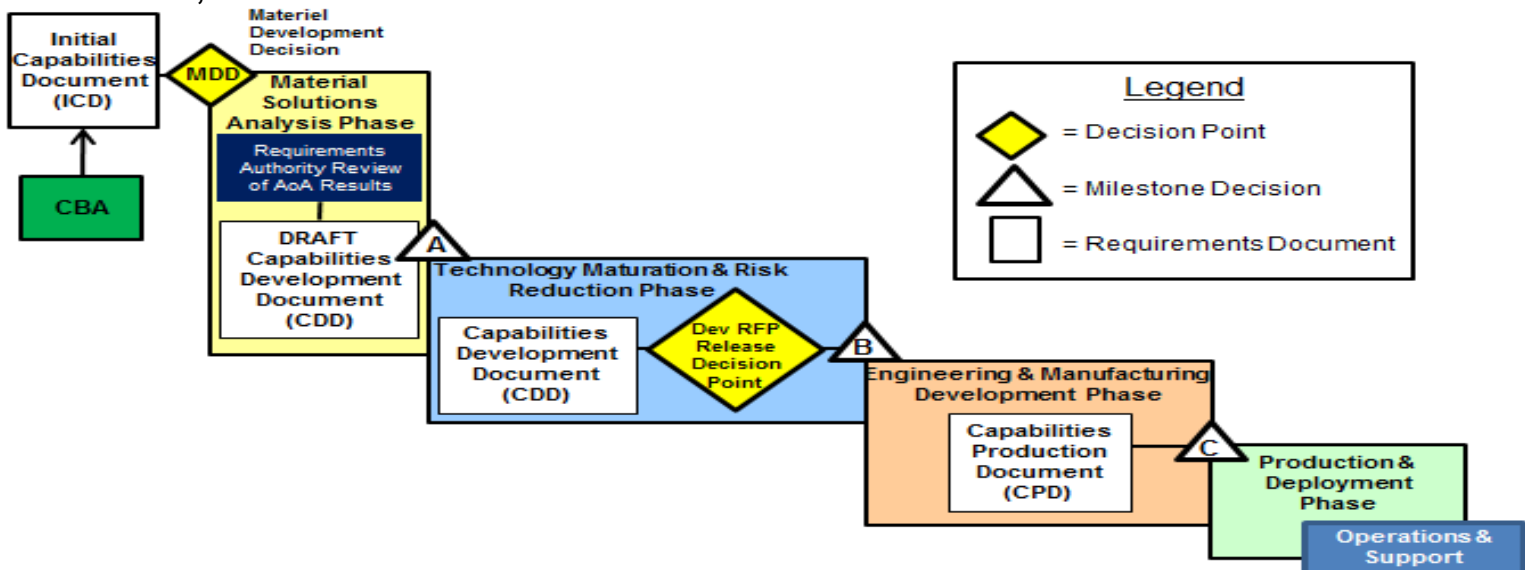 Initial
Capabilities
Document
(ICD)
CBA
Materiel
Development
Decision
MDD
Material
Solutions
Analysis Phase
Requirements
Authority Review
of AoA Results
DRAFT
Capabilities
Development
Document
(CDD)
A
Technology Maturation & Risk
Reduction Phase
Capabilities
Development
Document
(CDD)
Dev RFP
Release
Decision
Point
B
Engineering & Manufacturing
Development Phase
Capabilities
Production
Document
(CPD)
C
Production &
Deployment
Phase
Operations &
Support
Legend
= Decision Point
= Milestone Decision
= Requirements Document